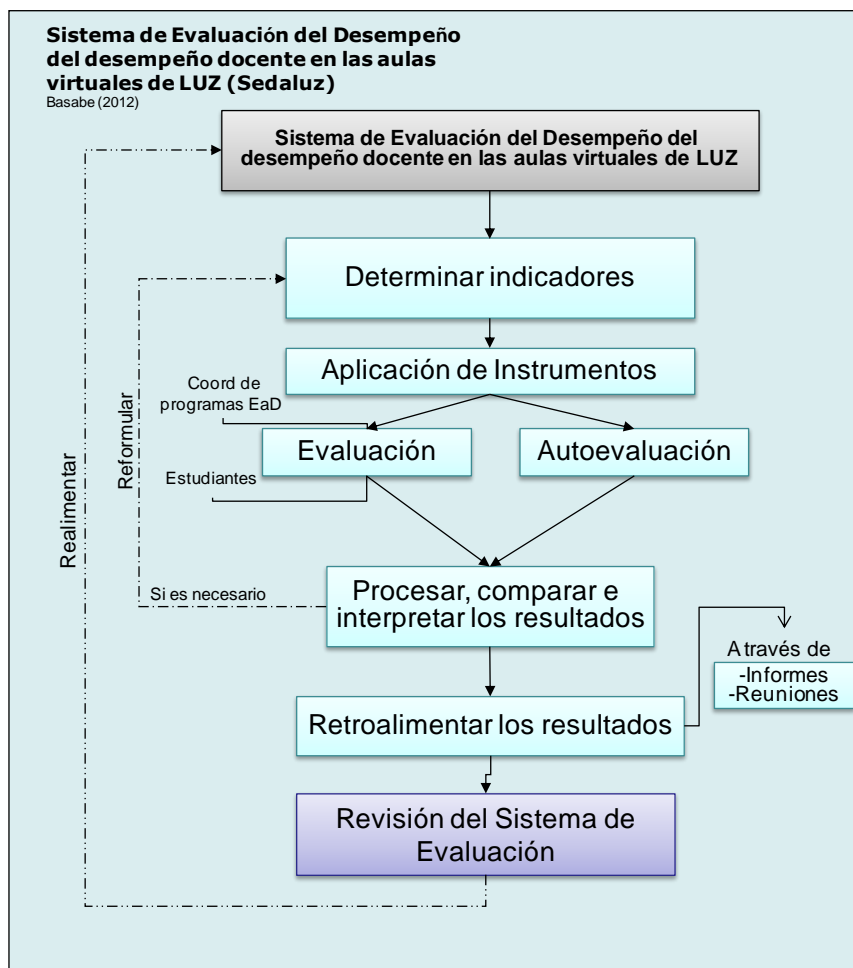 Sistema de Evaluación del Desempeño
del desempeño docente en las aulas
virtuales de LUZ (Sedaluz)
Basabe (2012)
Sistema de Evaluación del Desempeño del
desempeño docente en las aulas virtuales de LUZ
Determinar indicadores
Aplicación de Instrumentos
Coord de
programas EaD
Evaluación
Autoevaluación
Estudiantes
Reformular
Realimentar
Si es necesario
Procesar, comparar e
interpretar los resultados
A través de
-Informes
-Reuniones
Retroalimentar los resultados
Revisión del Sistema de
Evaluación